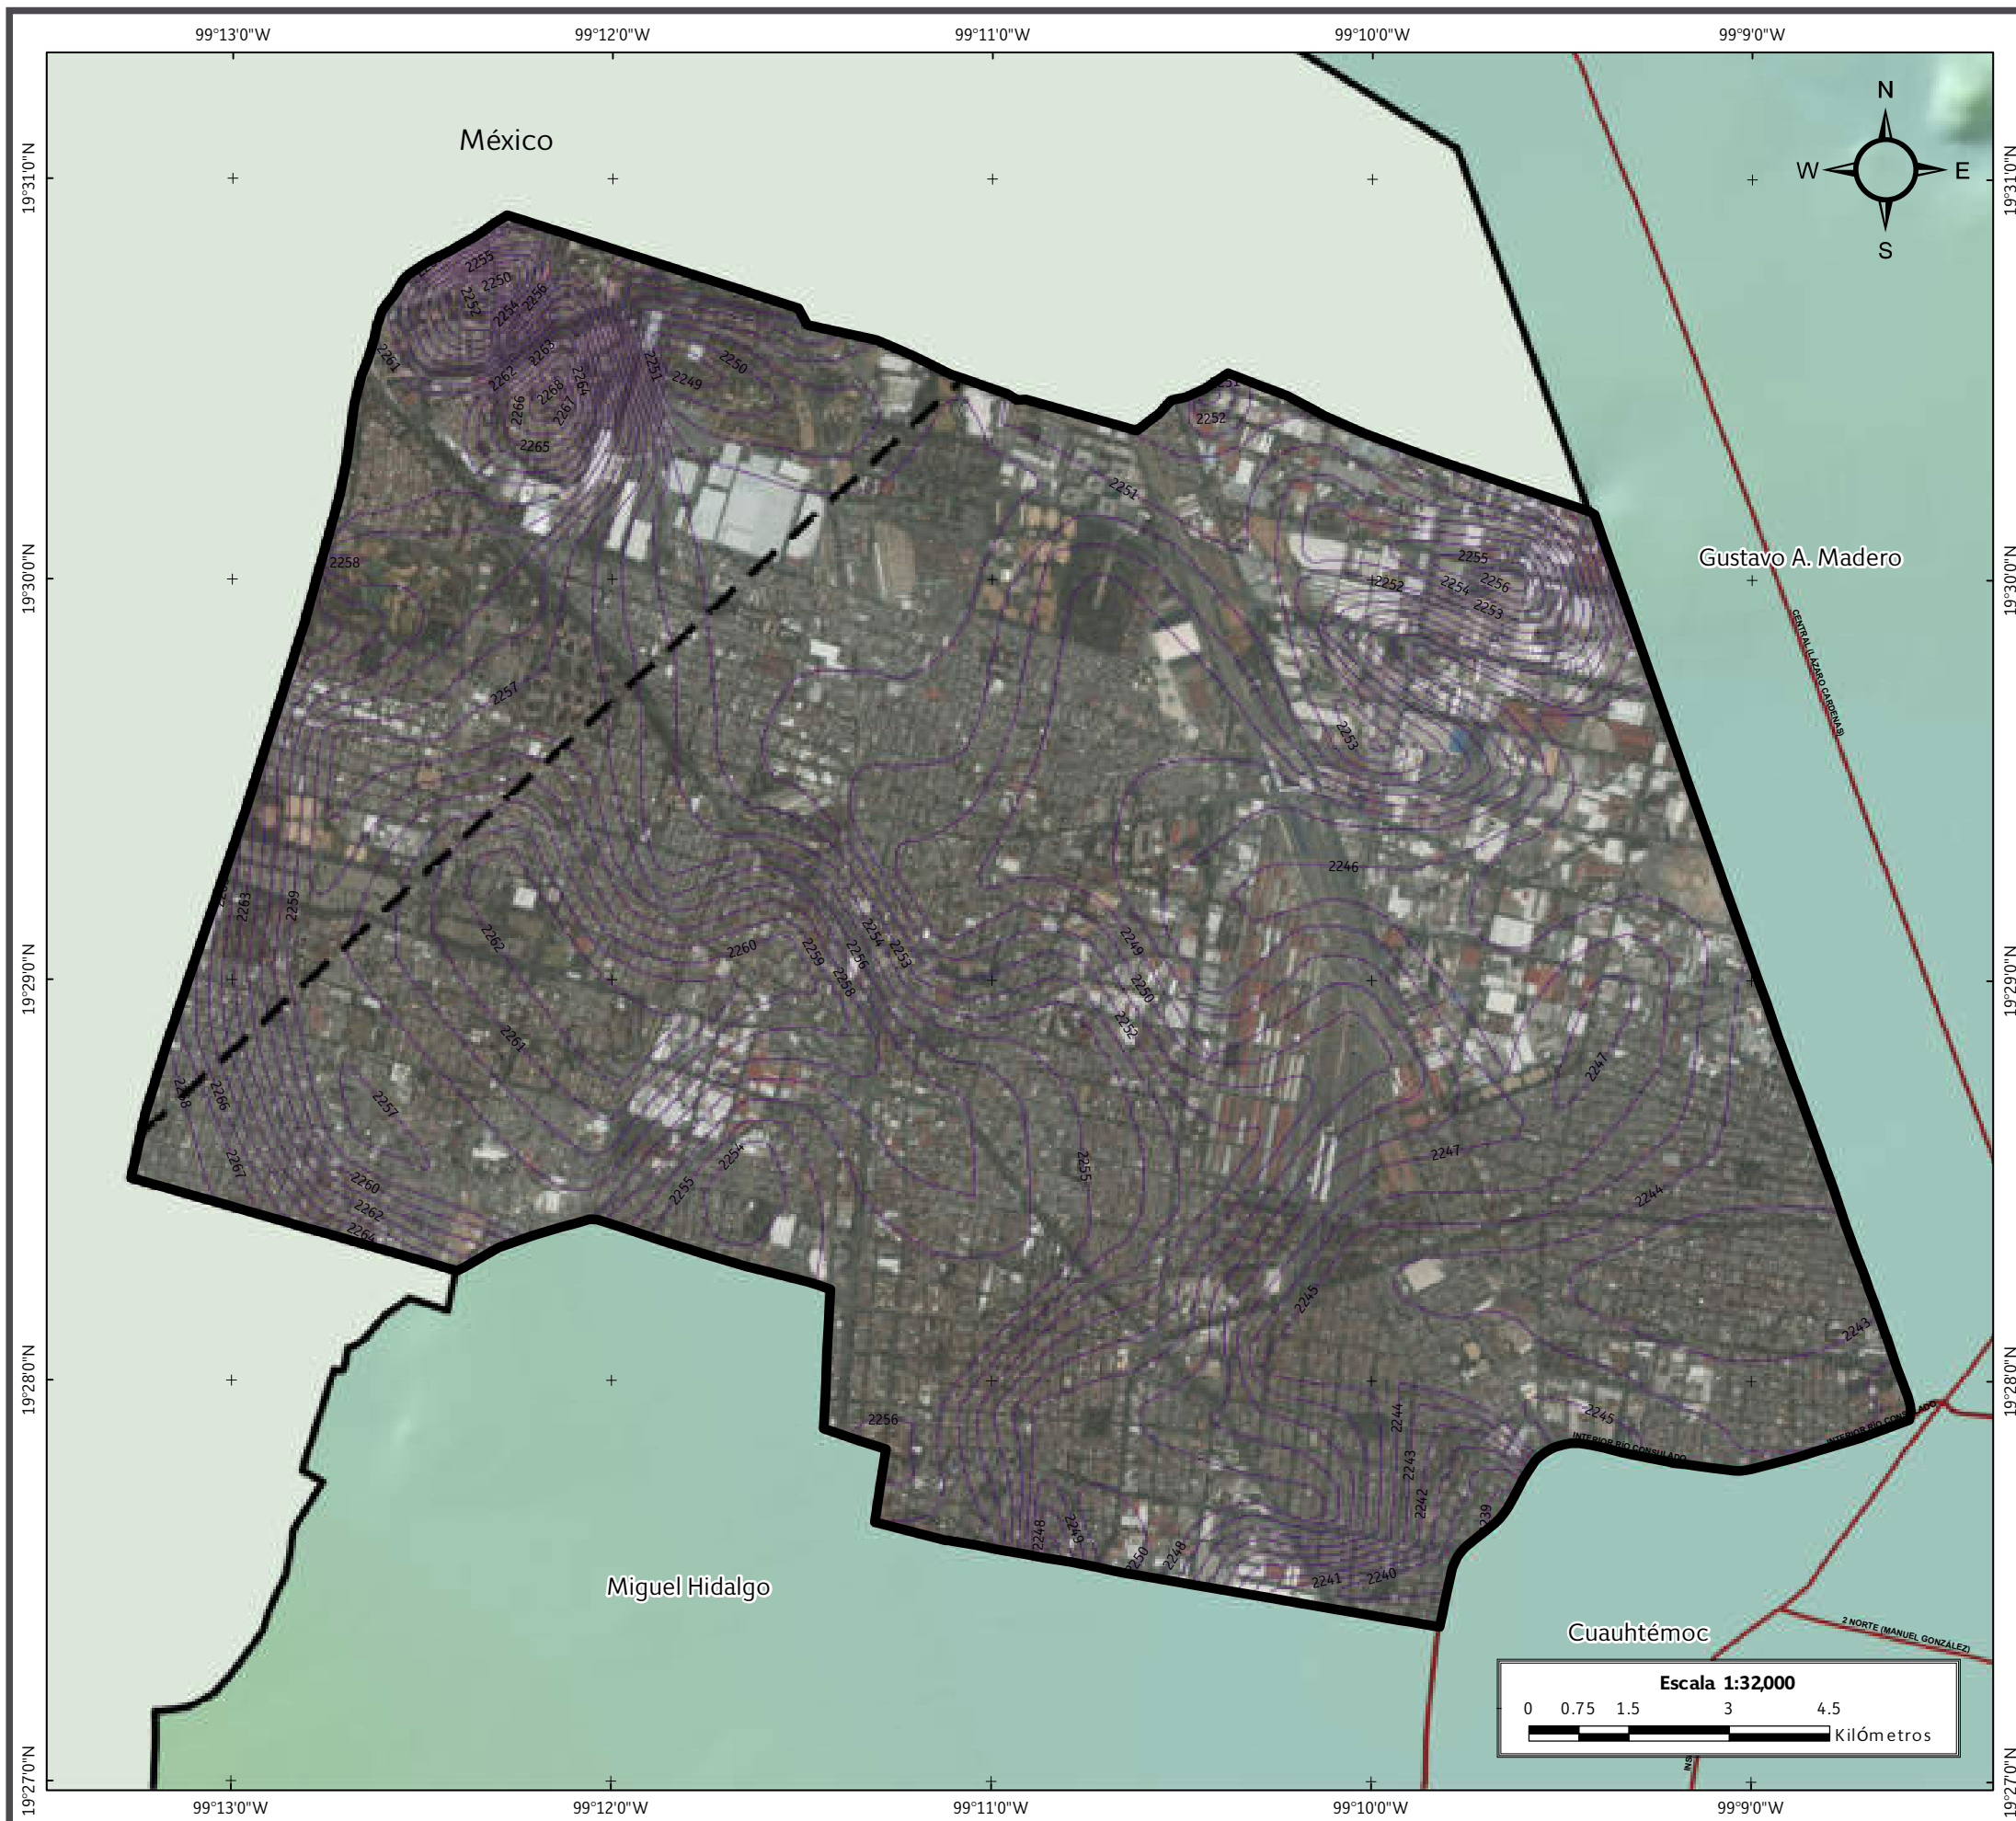 99°13'0"W
99°12'0"W
99°11'0"W
99°10'0"W
99°9'0"W
N
W
E
S
México
19°31'0"N
19°31'0"N
2255
2250
2252
2254
2256
2261
2263
2262
2264
2268
2266
2267
2265
2251
2249
2250
2252
2251
2258
19°30'0"N
19°30'0"N
Gustavo A. Madero
2255
2252
2254
2256
2253
CENTRAL (LÁZARO CARDENAS)
2257
2253
2246
2263
2259
2262
2260
2259
2254
2256
2253
2258
2249
2250
2252
19°29'0"N
19°29'0"N
2261
2247
2266
2257
2267
2254
2255
2255
2247
2244
2260
2262
2264
2245
2243
19°28'0"N
19°28'0"N
2256
2244
2245
2243
2242
INTERIOR RÍO CONSULADO
INTERIOR RÍO CONSULADO
2248
2249
2250
2248
2241
2240
Miguel Hidalgo
Cuauhtémoc
2 NORTE (MANUEL GONZÁLEZ)
Escala 1:32,000
0 0.75 1.5 3 4.5
Kilómetros
19°27'0"N
19°27'0"N
99°13'0"W
99°12'0"W
99°11'0"W
99°10'0"W
99°9'0"W